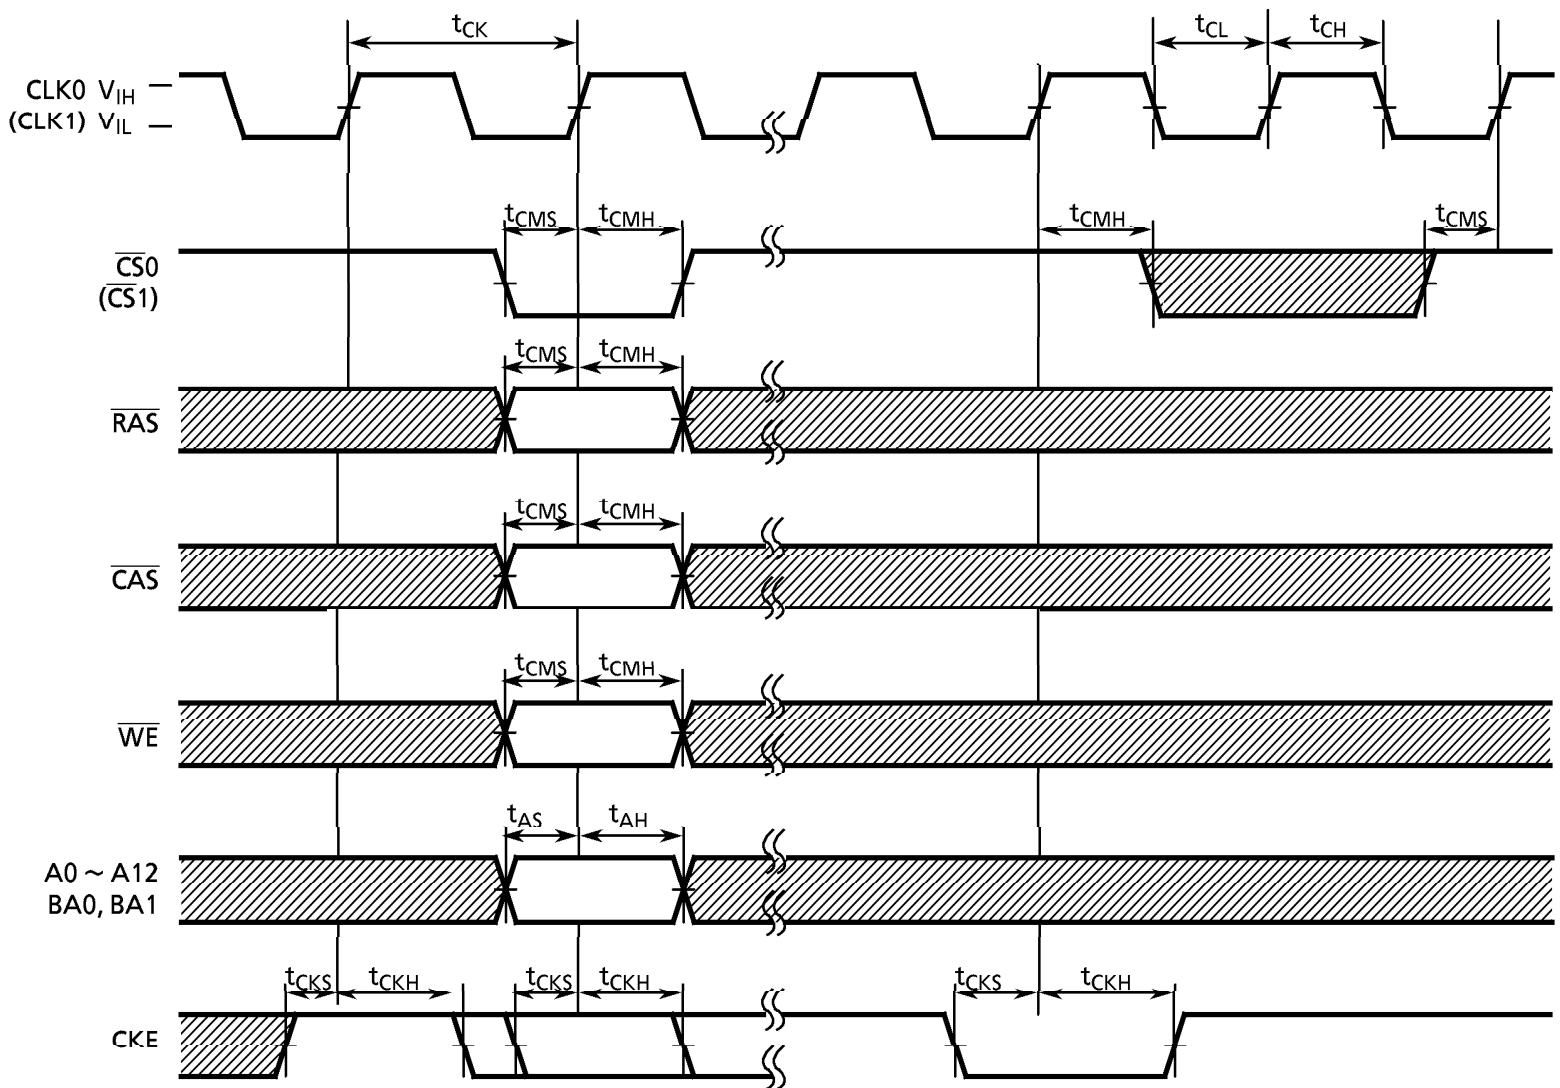 tCK
tCL
tCH
CLK0 VIH
(CLK1) VIL
tCMS
tCMH
tCMH
tCMS
CS0
(CS1)
tCMS
tCMH
RAS
tCMS
tCMH
CAS
tCMS
tCMH
WE
tAS
tAH
A0 ~ A12
BA0, BA1
tCKS
tCKH
tCKS
tCKH
tCKS
tCKH
CKE